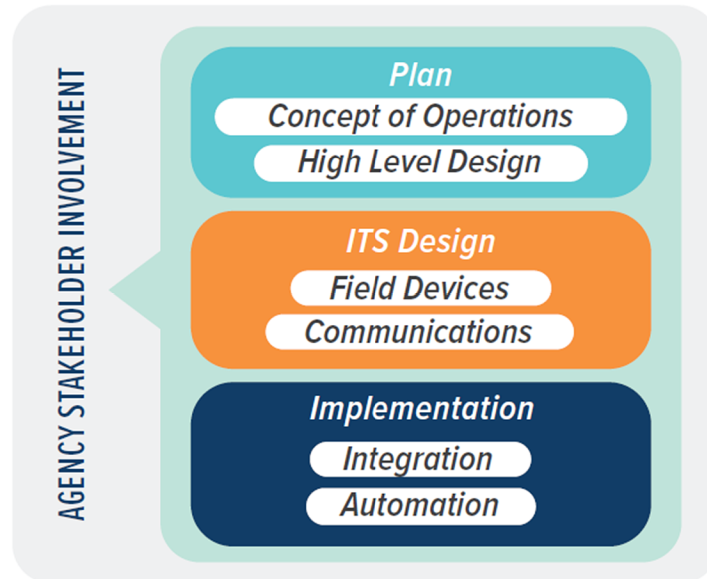 AGENCY STAKEHOLDER INVOLVEMENT
Plan
Concept of Operations
High Level Design
ITS Design
Field Devices
Communications
Implementation
Integration
Automation